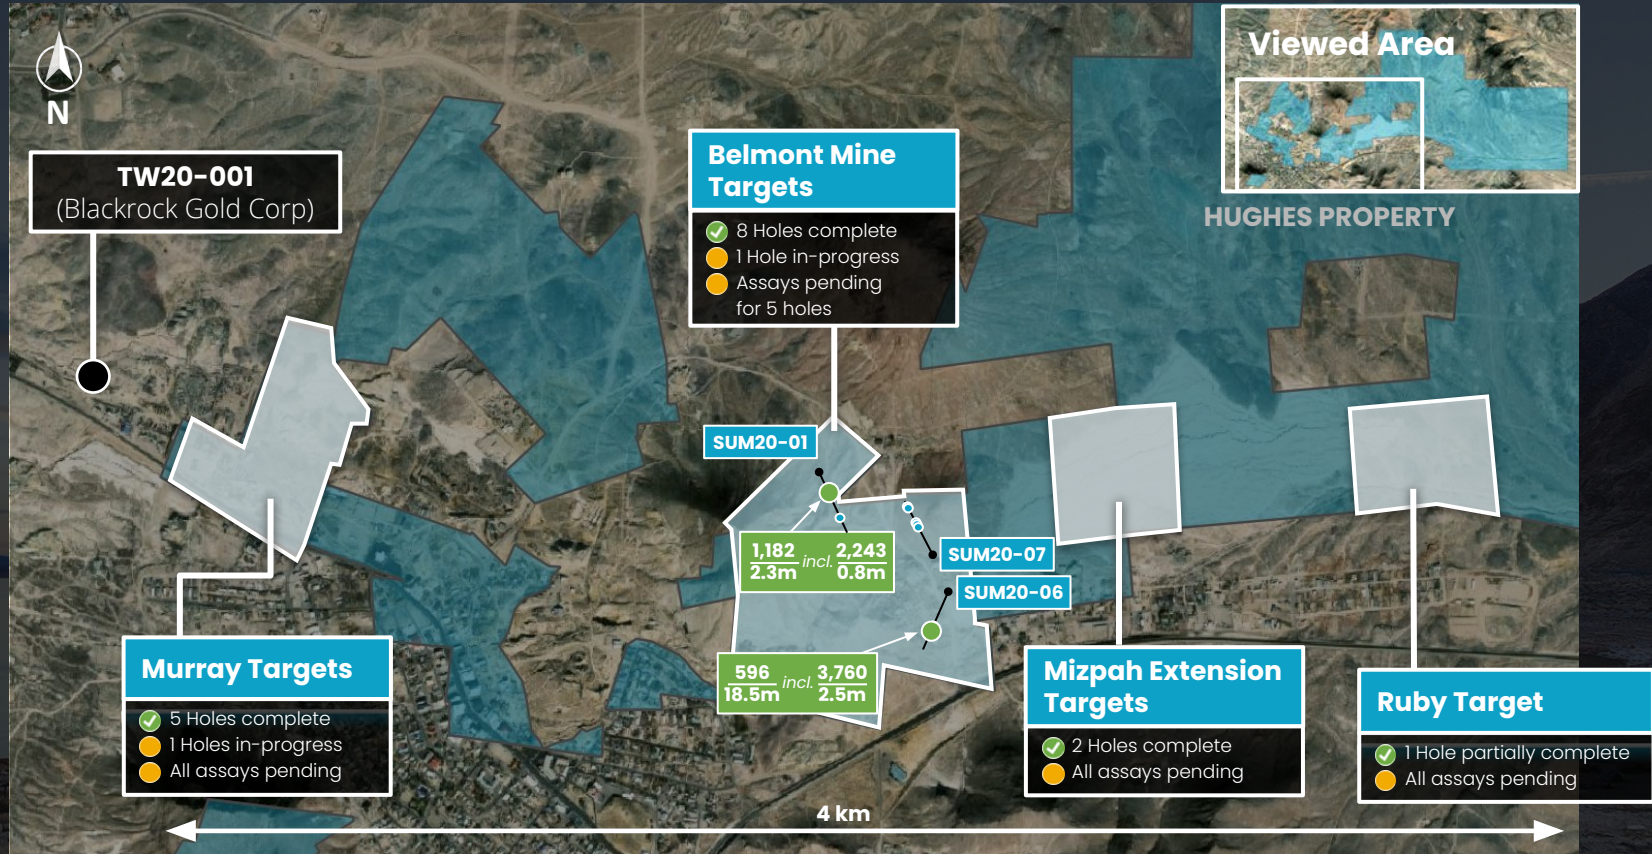 N
TW20-001
(Blackrock Gold Corp)
Belmont Mine
Targets
8 Holes complete
1 Hole in-progress
Assays pending
for 5 holes
Viewed Area
HUGHES PROPERTY
SUM20-01
1,182
2.3m
incl.
2,243
0.8m
SUM20-07
SUM20-06
596
18.5m
incl.
3,760
2.5m
Murray Targets
5 Holes complete
1 Holes in-progress
All assays pending
Mizpah Extension
Targets
2 Holes complete
All assays pending
Ruby Target
1 Hole partially complete
All assays pending
4 km